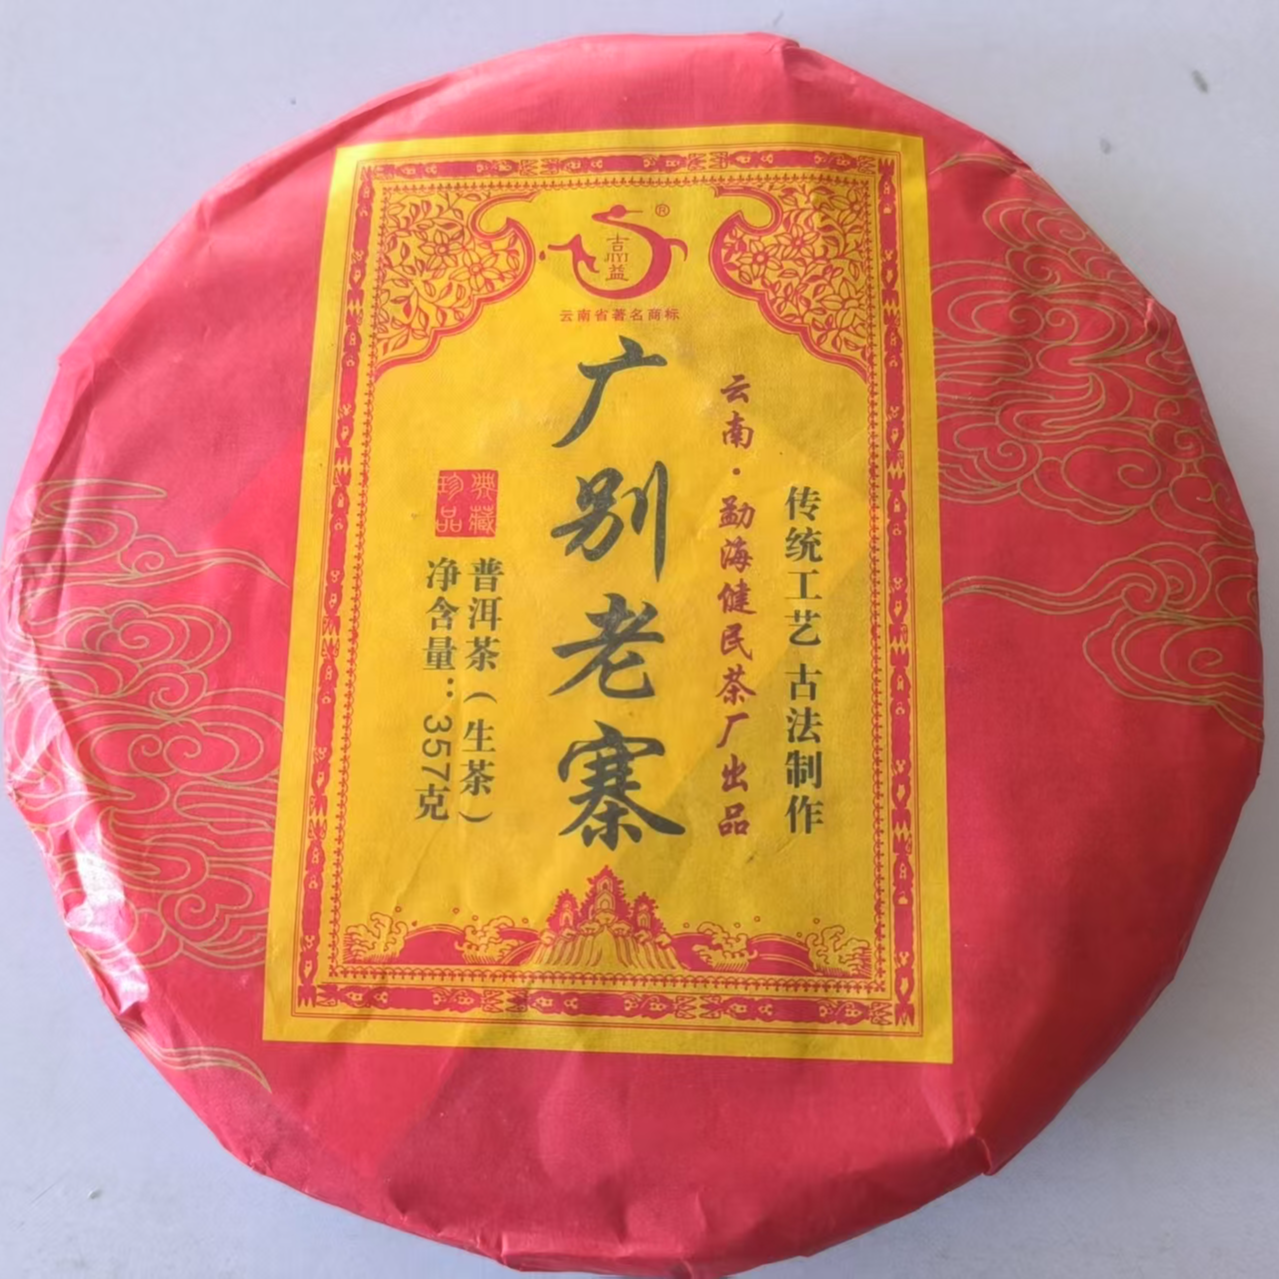 吉
JIYI
益
®
云南省著名商标
传统工艺 古法制作
云南·勐海健民茶厂出品
广别老寨
典藏
珍品
普洱茶（生茶）
净含量：357克